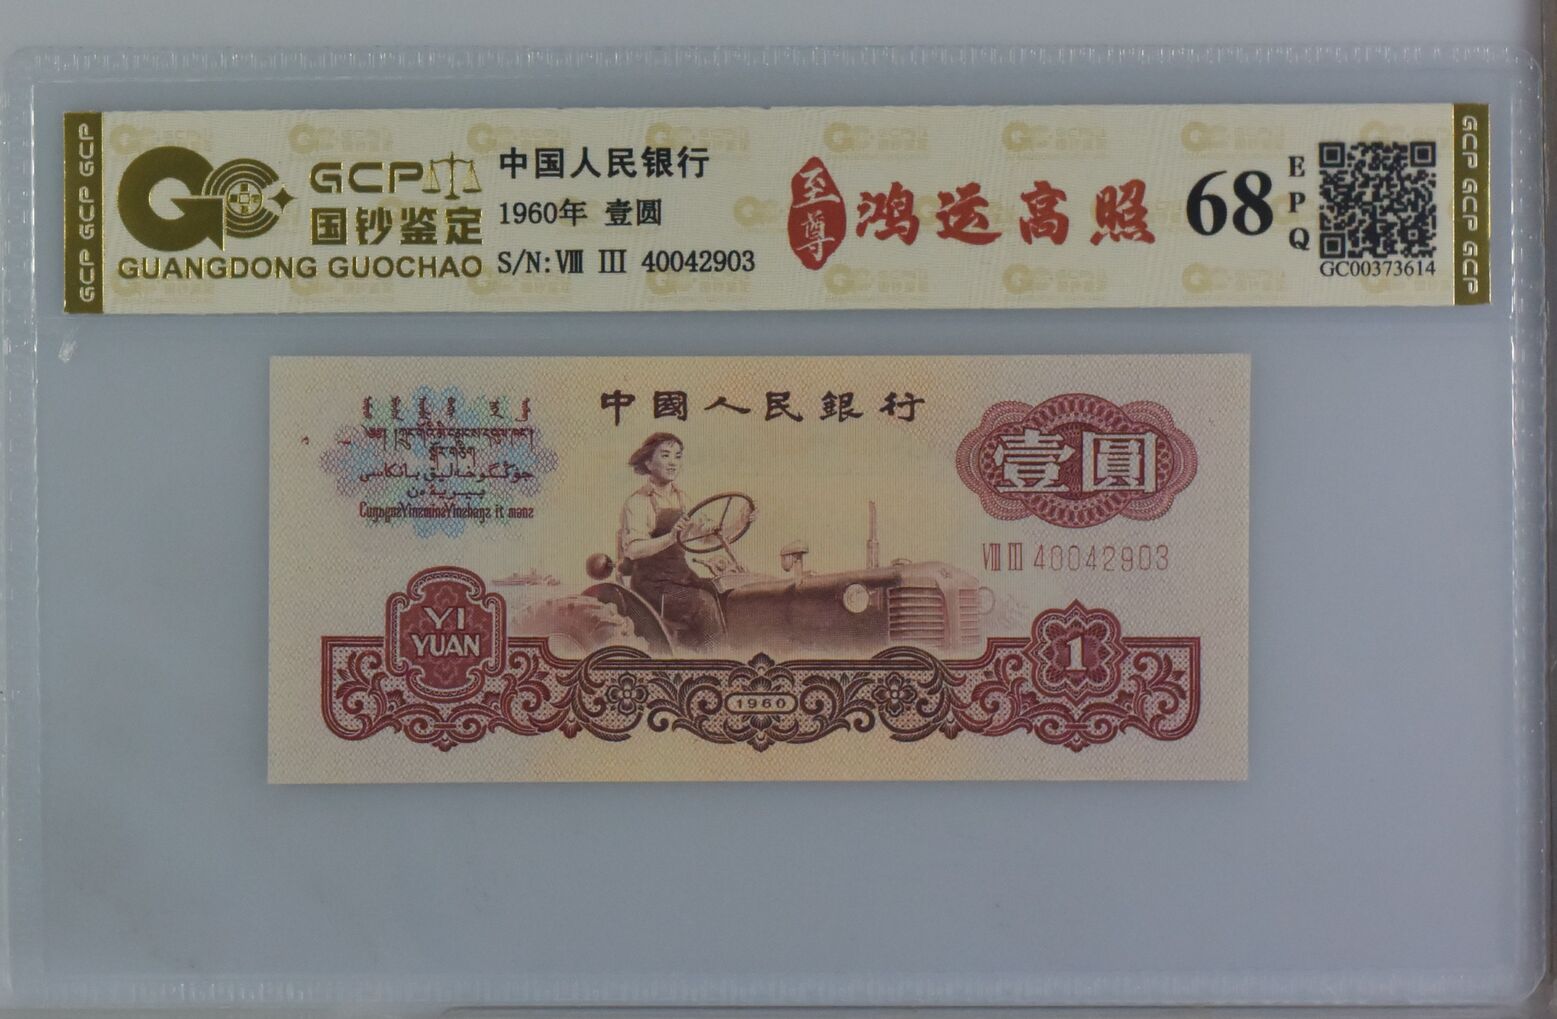 GCP
国钞鉴定
GUANGDONG GUOCHAO
中国人民银行
1960年 壹圆
S/N: Ⅷ Ⅲ 40042903
至尊
鸿运高照
68
EPQ
GC00373614
GCP GCP GCP
GCP GCP GCP
中國人民銀行
壹圓
Ⅷ Ⅲ 40042903
YI
YUAN
1960
1